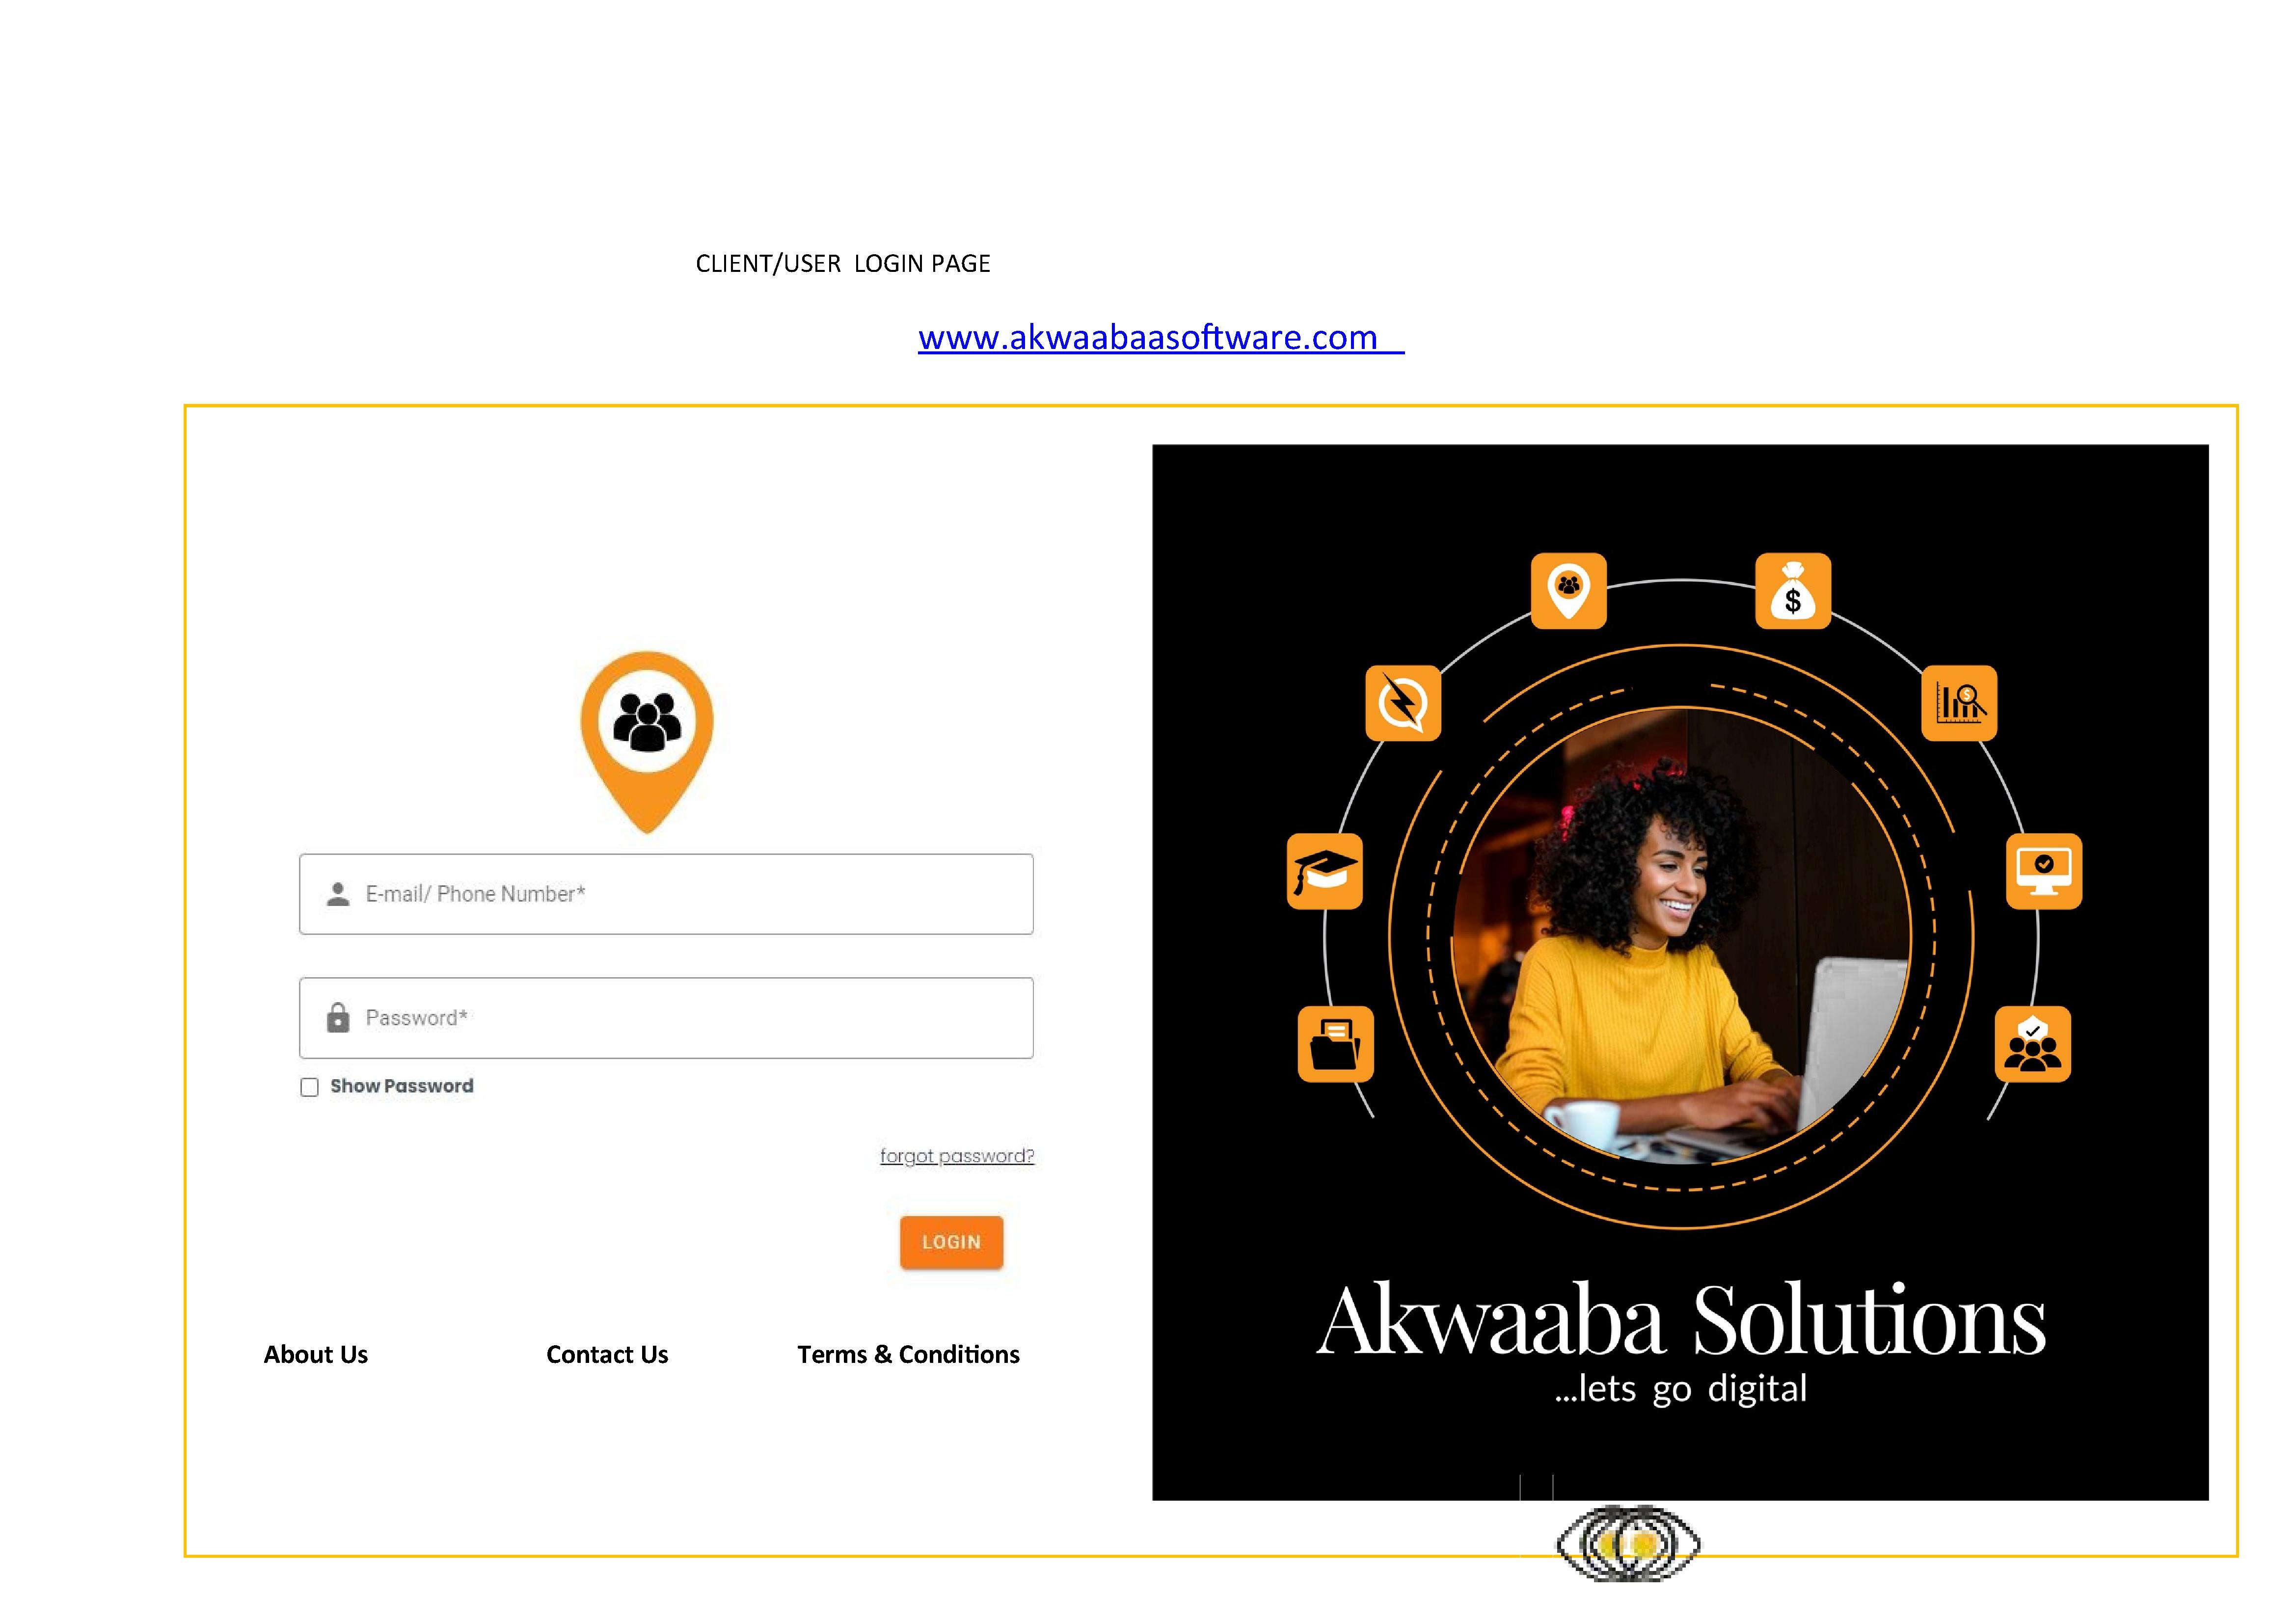 CLIENT/USER LOGIN PAGE
www.akwaabaasoftware.com
E-mail/ Phone Number*
Password*
Show Password
forgot password?
LOGIN
About Us
Contact Us
Terms & Conditions
$
$
Akwaaba Solutions
...lets go digital